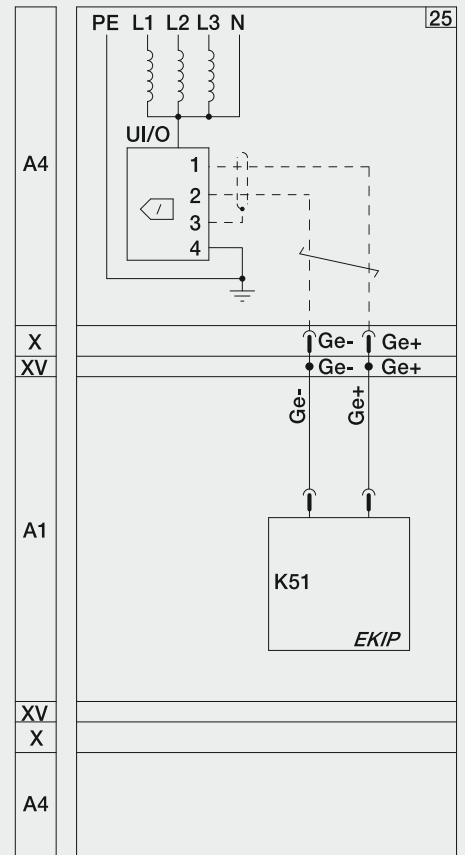 25
PE L1 L2 L3 N
UI/O
A4
1
2
3
4
X
Ge- Ge+
XV
Ge- Ge+
Ge-
Ge+
A1
K51
EKIP
XV
X
A4